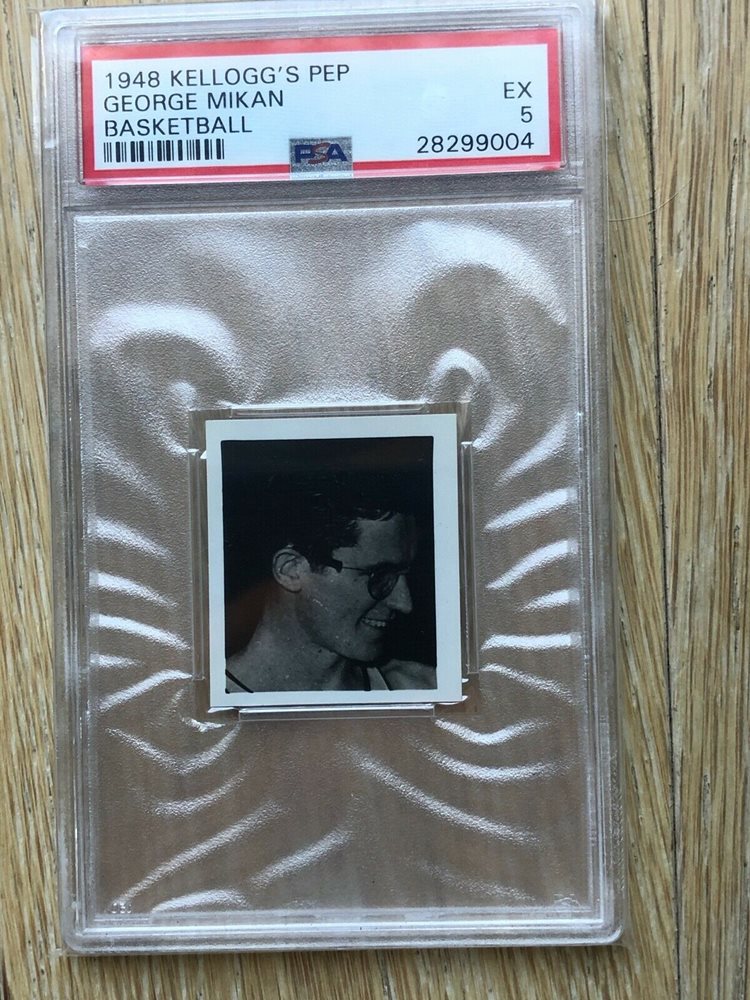 1948 KELLOGG'S PEP
GEORGE MIKAN
EX
BASKETBALL
5
PSA
28299004